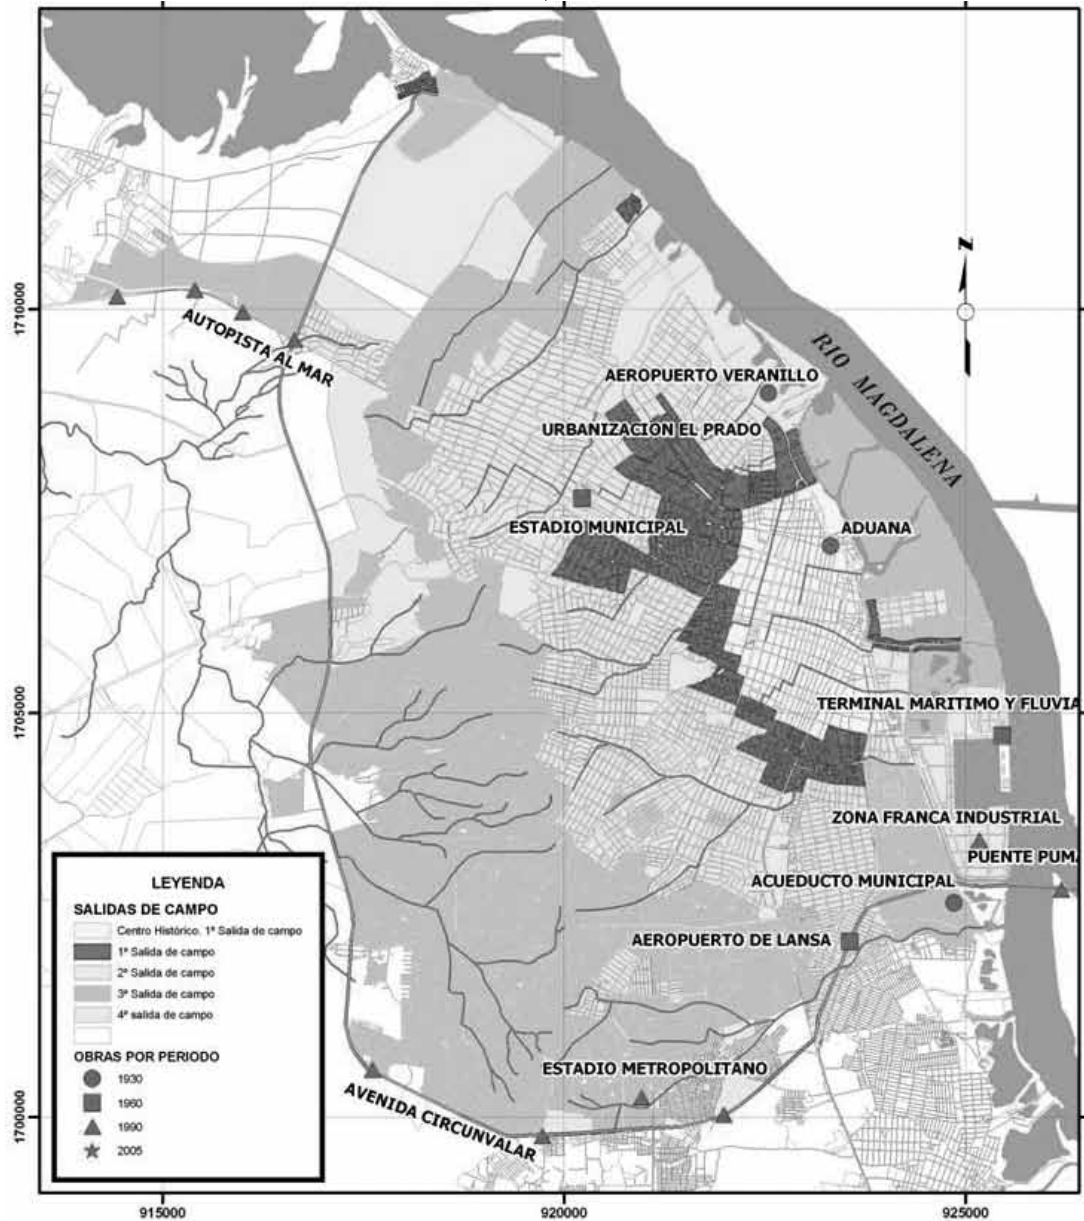 N
1710000
1705000
1700000
AUTOPISTA AL MAR
RIO MAGDALENA
AEROPUERTO VERANILLO
URBANIZACIÓN EL PRADO
ESTADIO MUNICIPAL
ADUANA
TERMINAL MARITIMO Y FLUVIA
ZONA FRANCA INDUSTRIAL
PUENTE PUMA
ACUEDUCTO MUNICIPAL
AEROPUERTO DE LANSA
ESTADIO METROPOLITANO
AVENIDA CIRCUNVALAR
LEYENDA
SALIDAS DE CAMPO
Centro Histórico. 1ª Salida de campo
1ª Salida de campo
2ª Salida de campo
3ª Salida de campo
4ª salida de campo
OBRAS POR PERIODO
1930
1960
1990
2005
915000
920000
925000